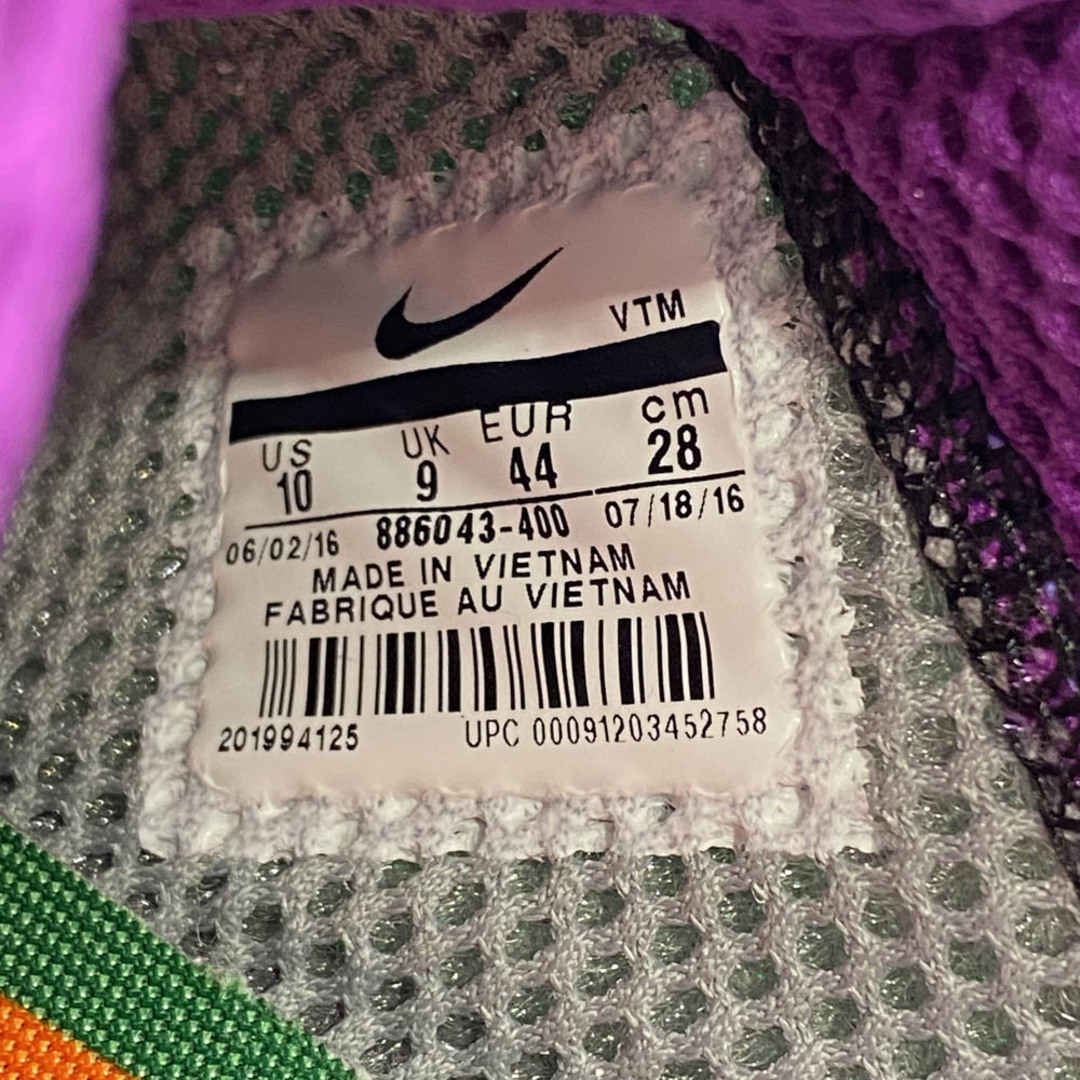 VTM
US UK EUR cm
10 9 44 28
06/02/16 886043-400 07/18/16
MADE IN VIETNAM
FABRIQUE AU VIETNAM
201994125 UPC 00091203452758